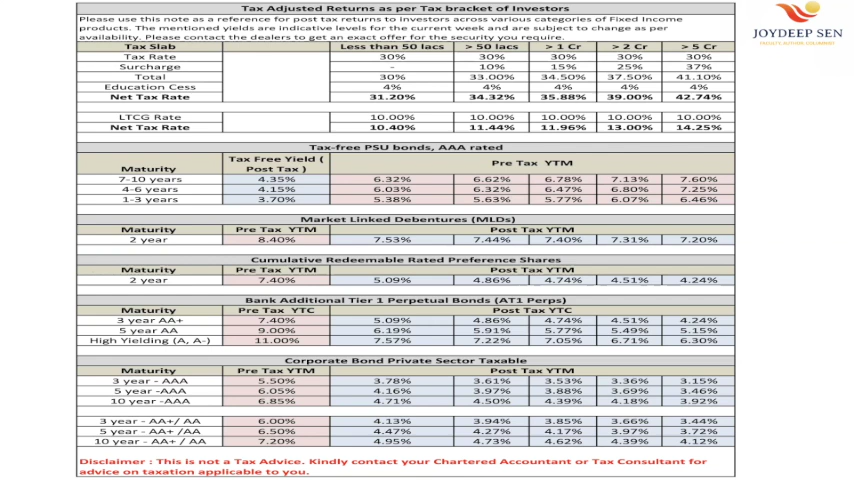 Tax Adjusted Returns as per Tax bracket of Investors
Please use this note as a reference for post tax returns to investors across various categories of Fixed Income
products. The mentioned yields are indicative levels for the current week and are subject to change as per
availability. Please contact the dealers to get an exact offer for the security you require.
Tax Slab Less than 50 lacs > 50 lacs > 1 Cr > 2 Cr > 5 Cr
Tax Rate 30% 30% 30% 30% 30%
Surcharge - 10% 15% 25% 37%
Total 30% 33.00% 34.50% 37.50% 41.10%
Education Cess 4% 4% 4% 4% 4%
Net Tax Rate 31.20% 34.32% 35.88% 39.00% 42.74%
LTCG Rate 10.00% 10.00% 10.00% 10.00% 10.00%
Net Tax Rate 10.40% 11.44% 11.96% 13.00% 14.25%
Tax-free PSU bonds, AAA rated
Maturity Tax Free Yield ( Post Tax ) Pre Tax YTM
7-10 years 4.35% 6.32% 6.62% 6.78% 7.13% 7.60%
4-6 years 4.15% 6.03% 6.32% 6.47% 6.80% 7.25%
1-3 years 3.70% 5.38% 5.63% 5.77% 6.07% 6.46%
Market Linked Debentures (MLDs)
Maturity Pre Tax YTM Post Tax YTM
2 year 8.40% 7.53% 7.44% 7.40% 7.31% 7.20%
Cumulative Redeemable Rated Preference Shares
Maturity Pre Tax YTM Post Tax YTM
2 year 7.40% 5.09% 4.86% 4.74% 4.51% 4.24%
Bank Additional Tier 1 Perpetual Bonds (AT1 Perps)
Maturity Pre Tax YTC Post Tax YTC
3 year AA+ 7.40% 5.09% 4.86% 4.74% 4.51% 4.24%
5 year AA 9.00% 6.19% 5.91% 5.77% 5.49% 5.15%
High Yielding (A, A-) 11.00% 7.57% 7.22% 7.05% 6.71% 6.30%
Corporate Bond Private Sector Taxable
Maturity Pre Tax YTM Post Tax YTM
3 year - AAA 5.50% 3.78% 3.61% 3.53% 3.36% 3.15%
5 year -AAA 6.05% 4.16% 3.97% 3.88% 3.69% 3.46%
10 year -AAA 6.85% 4.71% 4.50% 4.39% 4.18% 3.92%
3 year - AA+/ AA 6.00% 4.13% 3.94% 3.85% 3.66% 3.44%
5 year - AA+ /AA 6.50% 4.47% 4.27% 4.17% 3.97% 3.72%
10 year - AA+ / AA 7.20% 4.95% 4.73% 4.62% 4.39% 4.12%
Disclaimer : This is not a Tax Advice. Kindly contact your Chartered Accountant or Tax Consultant for
advice on taxation applicable to you.
JOYDEEP SEN